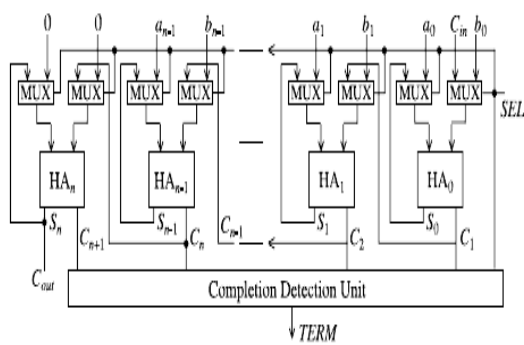 0 0 a_{n-1} b_{n-1} a_1 b_1 a_0 C_{in} b_0
MUX MUX MUX MUX MUX MUX MUX MUX
SEL
HA_n HA_{n-1} HA_1 HA_0
S_n S_{n-1} C_{n-1} S_1 S_0
C_{n+1} C_n C_2 C_1
C_{out}
Completion Detection Unit
TERM